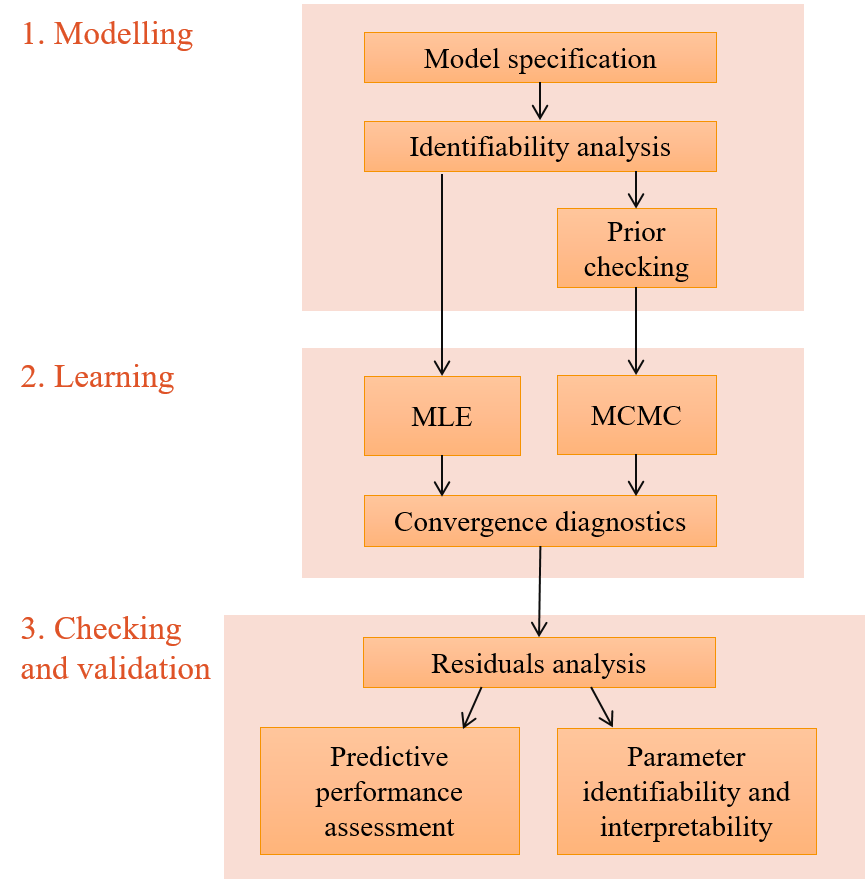 1. Modelling
Model specification
Identifiability analysis
Prior
checking
2. Learning
MLE
MCMC
Convergence diagnostics
3. Checking
and validation
Residuals analysis
Predictive
performance
assessment
Parameter
identifiability and
interpretability